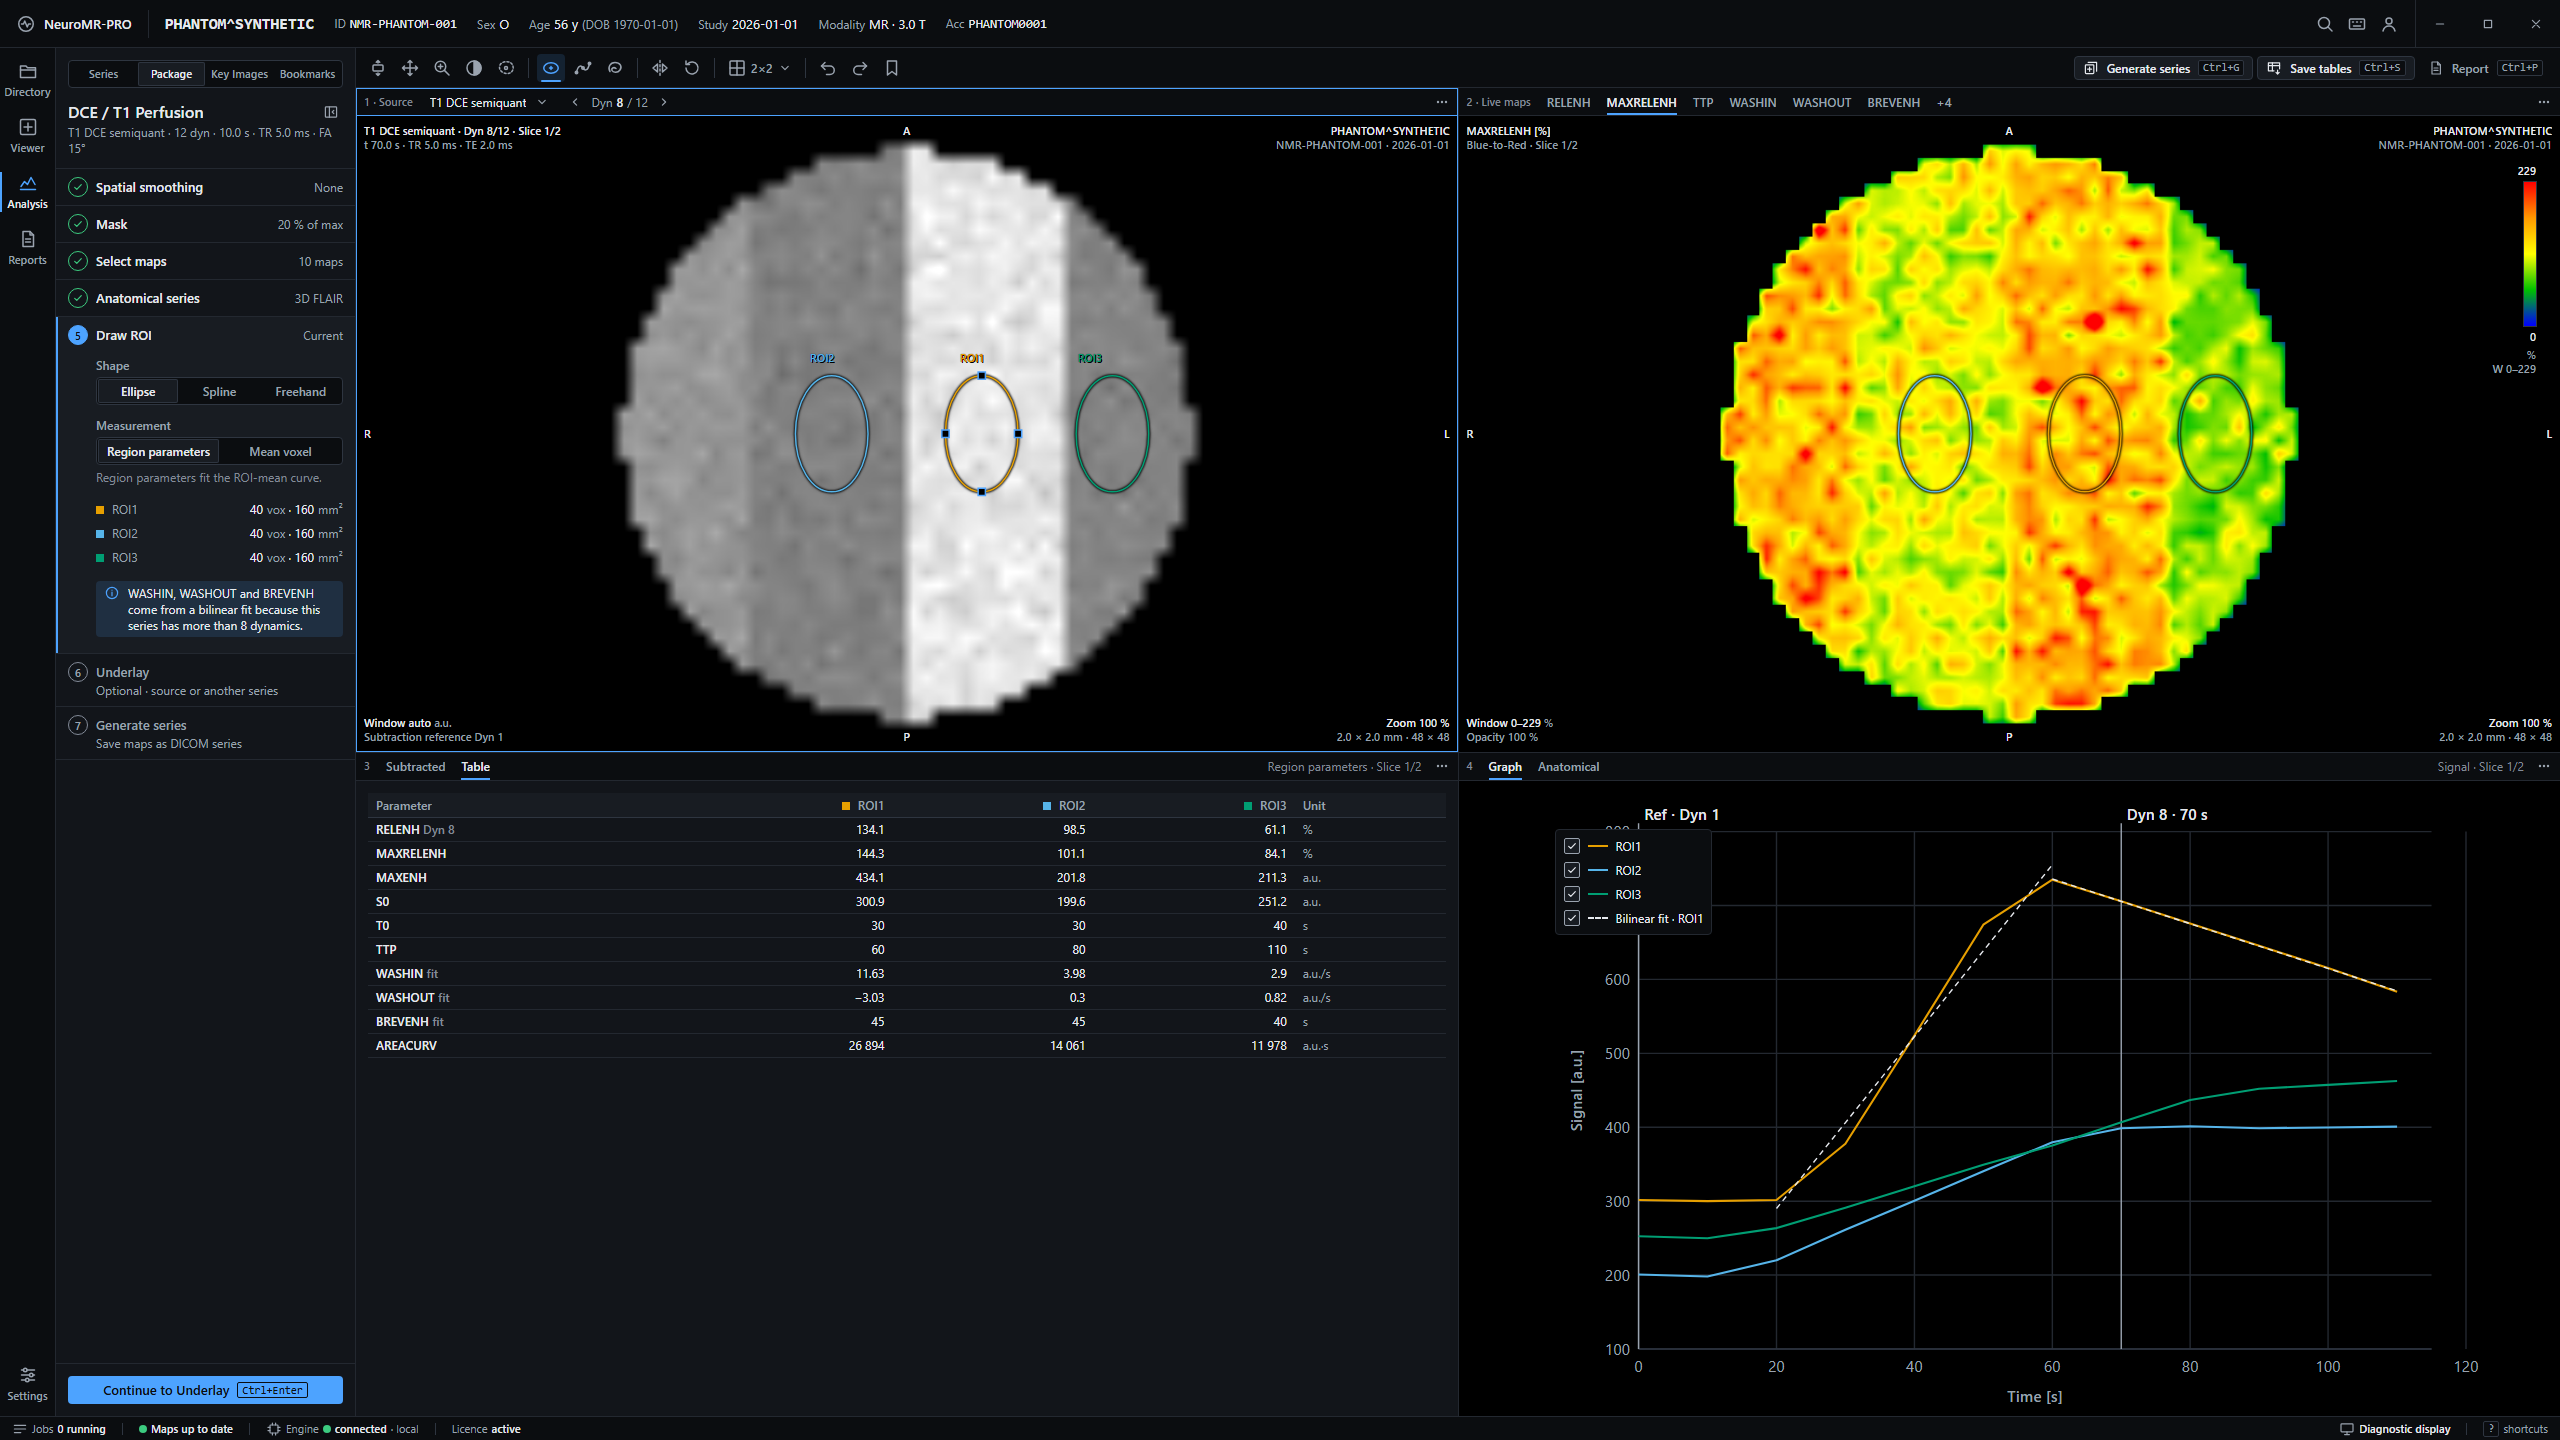 NeuroMR-PRO PHANTOM^SYNTHETIC ID NMR-PHANTOM-001 Sex O Age 56 y (DOB 1970-01-01) Study 2026-01-01 Modality MR · 3.0 T Acc PHANTOM0001
Directory
Viewer
Analysis
Reports
Settings
Series Package Key Images Bookmarks
DCE / T1 Perfusion
T1 DCE semiquant · 12 dyn · 10.0 s · TR 5.0 ms · FA
15°
Spatial smoothing None
Mask 20 % of max
Select maps 10 maps
Anatomical series 3D FLAIR
5 Draw ROI Current
Shape
Ellipse Spline Freehand
Measurement
Region parameters Mean voxel
Region parameters fit the ROI-mean curve.
ROI1 40 vox · 160 mm²
ROI2 40 vox · 160 mm²
ROI3 40 vox · 160 mm²
WASHIN, WASHOUT and BREVENH
come from a bilinear fit because this
series has more than 8 dynamics.
6 Underlay
Optional · source or another series
7 Generate series
Save maps as DICOM series
Continue to Underlay Ctrl+Enter
2×2
Generate series Ctrl+G Save tables Ctrl+S Report Ctrl+P
1 · Source T1 DCE semiquant Dyn 8 / 12
T1 DCE semiquant · Dyn 8/12 · Slice 1/2
t 70.0 s · TR 5.0 ms · TE 2.0 ms
A
PHANTOM^SYNTHETIC
NMR-PHANTOM-001 · 2026-01-01
ROI2 ROI1 ROI3
R L
Window auto a.u.
Subtraction reference Dyn 1
P
Zoom 100 %
2.0 × 2.0 mm · 48 × 48
2 · Live maps RELENH MAXRELENH TTP WASHIN WASHOUT BREVENH +4
MAXRELENH [%]
Blue-to-Red · Slice 1/2
A
PHANTOM^SYNTHETIC
NMR-PHANTOM-001 · 2026-01-01
229
0
%
W 0–229
R L
Window 0–229 %
Opacity 100 %
P
Zoom 100 %
2.0 × 2.0 mm · 48 × 48
3 Subtracted Table Region parameters · Slice 1/2
Parameter ROI1 ROI2 ROI3 Unit
RELENH Dyn 8 134.1 98.5 61.1 %
MAXRELENH 144.3 101.1 84.1 %
MAXENH 434.1 201.8 211.3 a.u.
S0 300.9 199.6 251.2 a.u.
T0 30 30 40 s
TTP 60 80 110 s
WASHIN fit 11.63 3.98 2.9 a.u./s
WASHOUT fit −3.03 0.3 0.82 a.u./s
BREVENH fit 45 45 40 s
AREACURV 26 894 14 061 11 978 a.u.·s
4 Graph Anatomical Signal · Slice 1/2
Ref · Dyn 1 Dyn 8 · 70 s
ROI1
ROI2
ROI3
Bilinear fit · ROI1
600
500
400
300
200
100
Signal [a.u.]
0 20 40 60 80 100 120
Time [s]
Jobs 0 running Maps up to date Engine connected · local Licence active Diagnostic display ? shortcuts